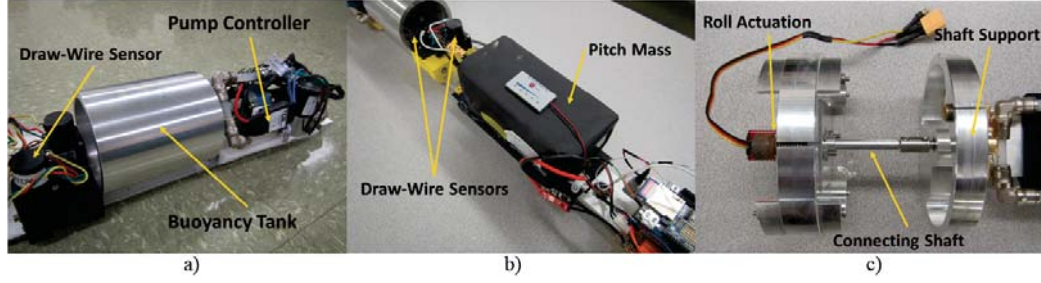 Draw-Wire Sensor
Pump Controller
Buoyancy Tank
a)
Pitch Mass
Draw-Wire Sensors
b)
Roll Actuation
Shaft Support
Connecting Shaft
c)